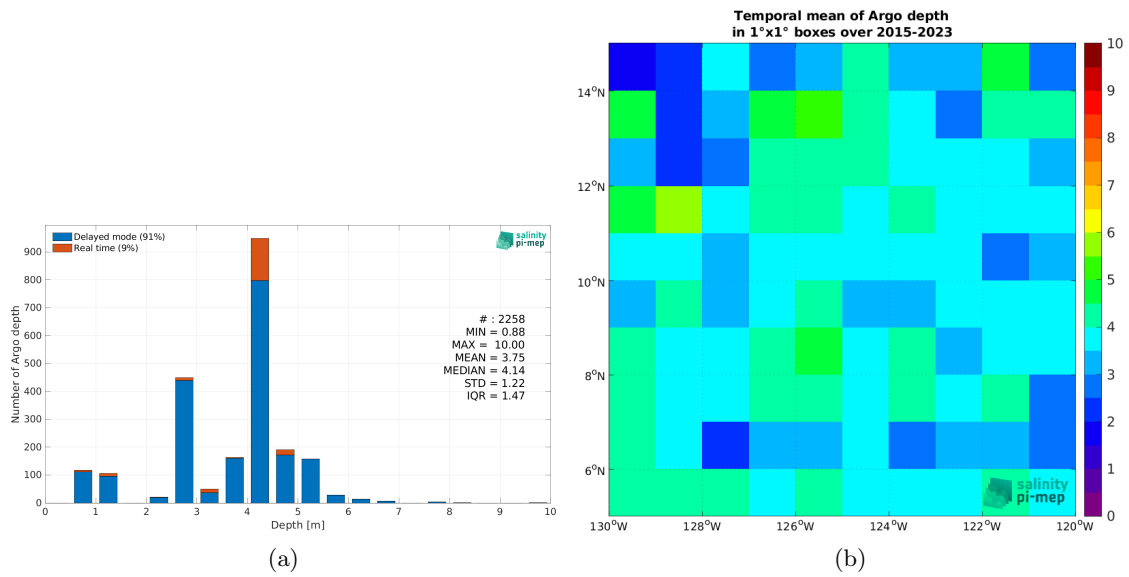 Delayed mode (91%)
Real time (9%)
salinity
pi-mep
900
800
700
600
500
400
300
200
100
0
Number of Argo depth
# : 2258
MIN = 0.88
MAX = 10.00
MEAN = 3.75
MEDIAN = 4.14
STD = 1.22
IQR = 1.47
0 1 2 3 4 5 6 7 8 9 10
Depth [m]
(a)
Temporal mean of Argo depth
in 1°x1° boxes over 2015-2023
14°N
12°N
10°N
8°N
6°N
130°W 128°W 126°W 124°W 122°W 120°W
salinity
pi-mep
10
9
8
7
6
5
4
3
2
1
0
(b)